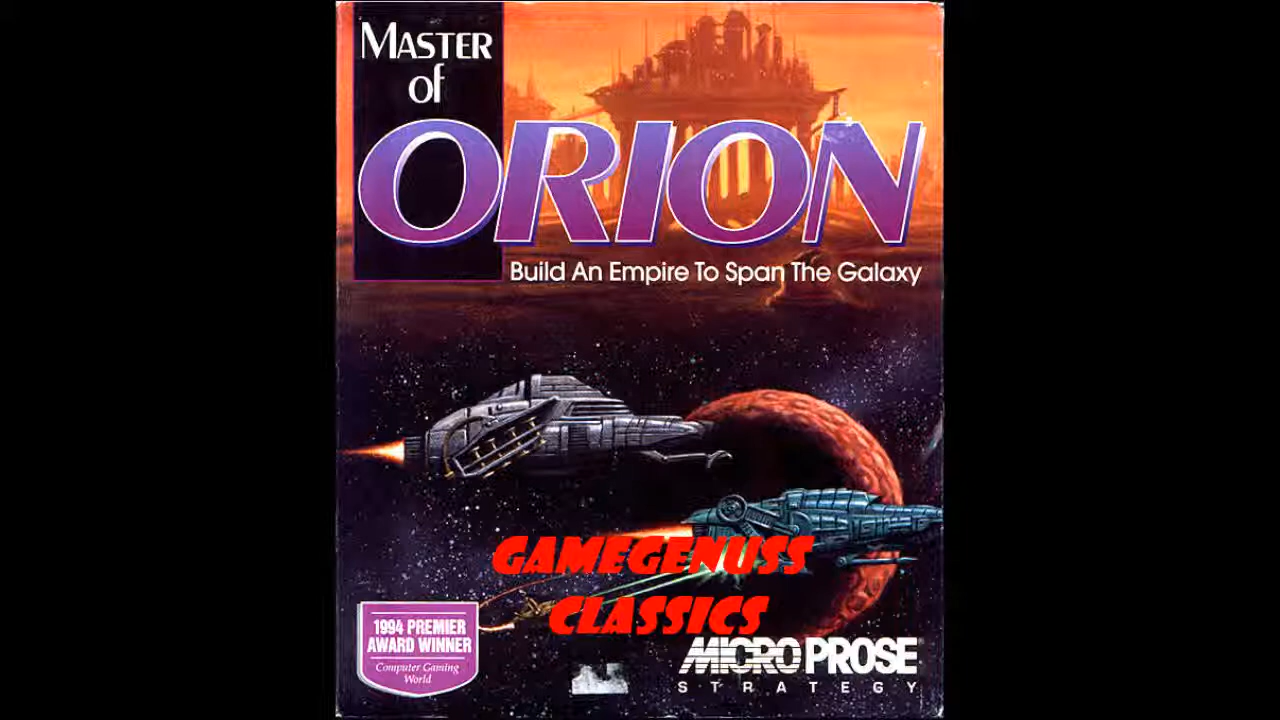 MASTER
of
ORION
Build An Empire To Span The Galaxy
GAMEGENUSS
CLASSICS
1994 PREMIER
AWARD WINNER
Computer Gaming
World
MICROPROSE
STRATEGY